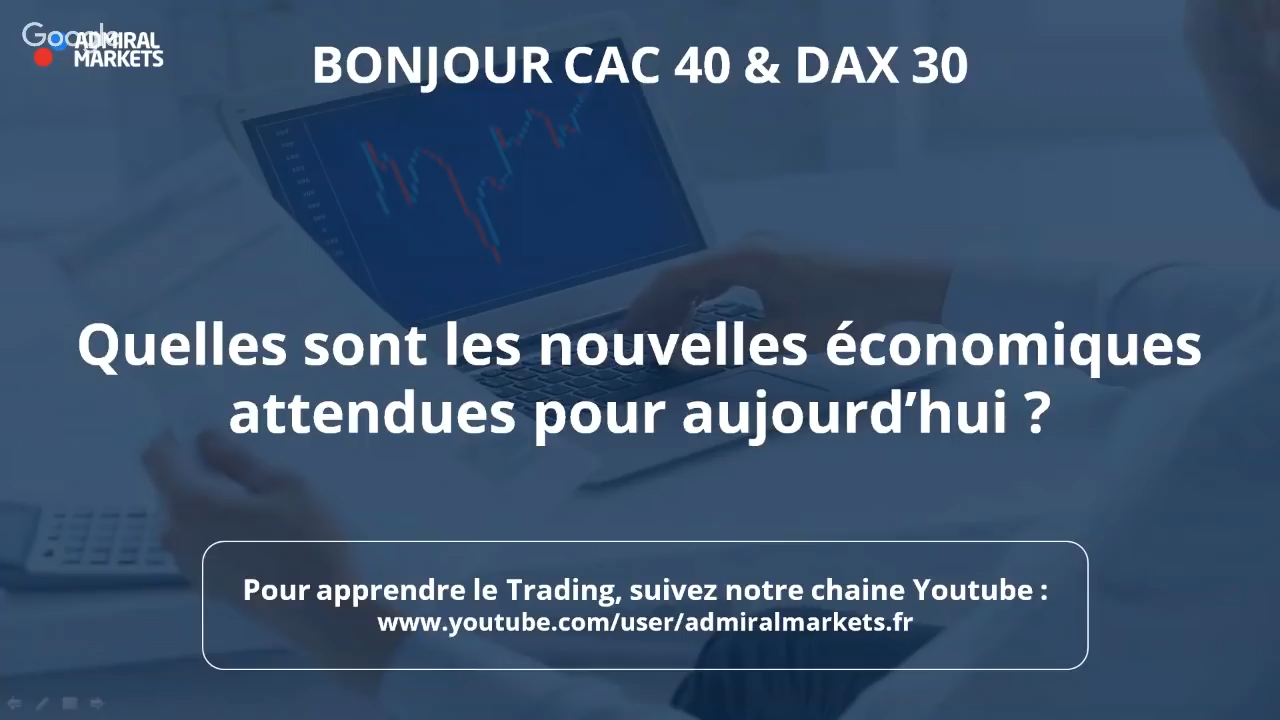 Google
ADMIRAL
MARKETS
BONJOUR CAC 40 & DAX 30
Quelles sont les nouvelles économiques
attendues pour aujourd’hui ?
Pour apprendre le Trading, suivez notre chaine Youtube :
www.youtube.com/user/admiralmarkets.fr